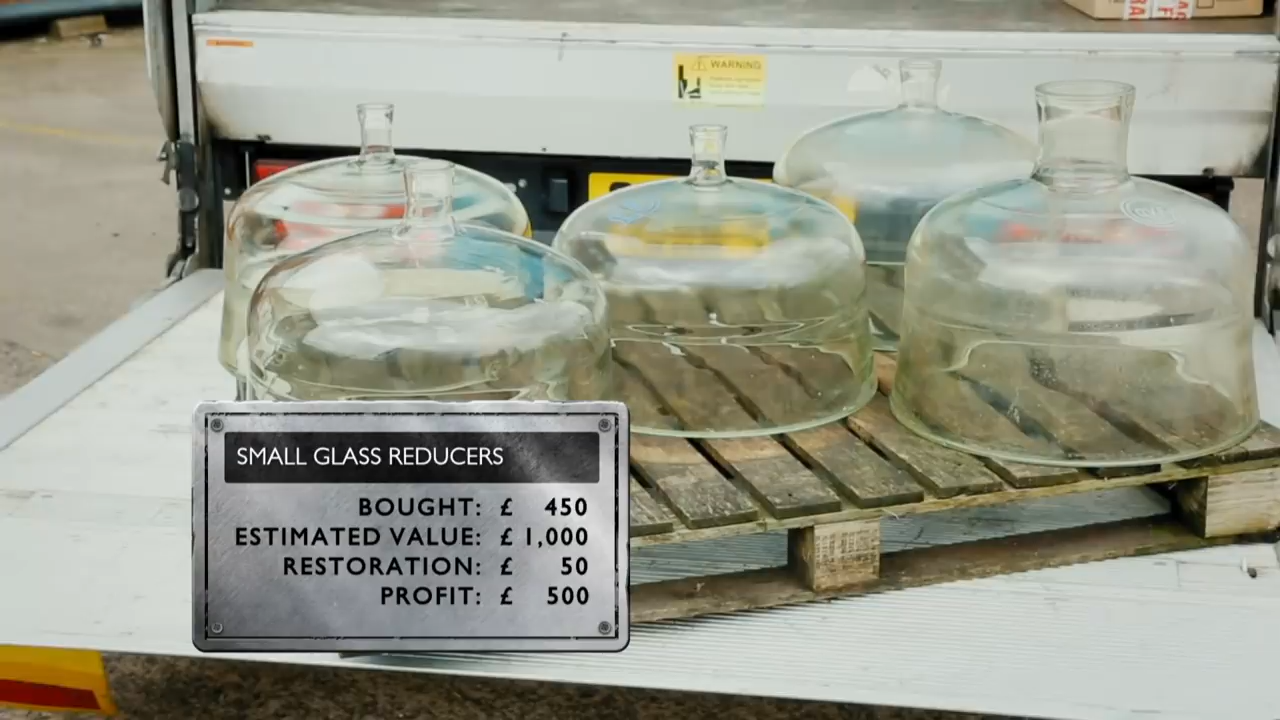 WARNING
SMALL GLASS REDUCERS
BOUGHT: £ 450
ESTIMATED VALUE: £ 1,000
RESTORATION: £ 50
PROFIT: £ 500